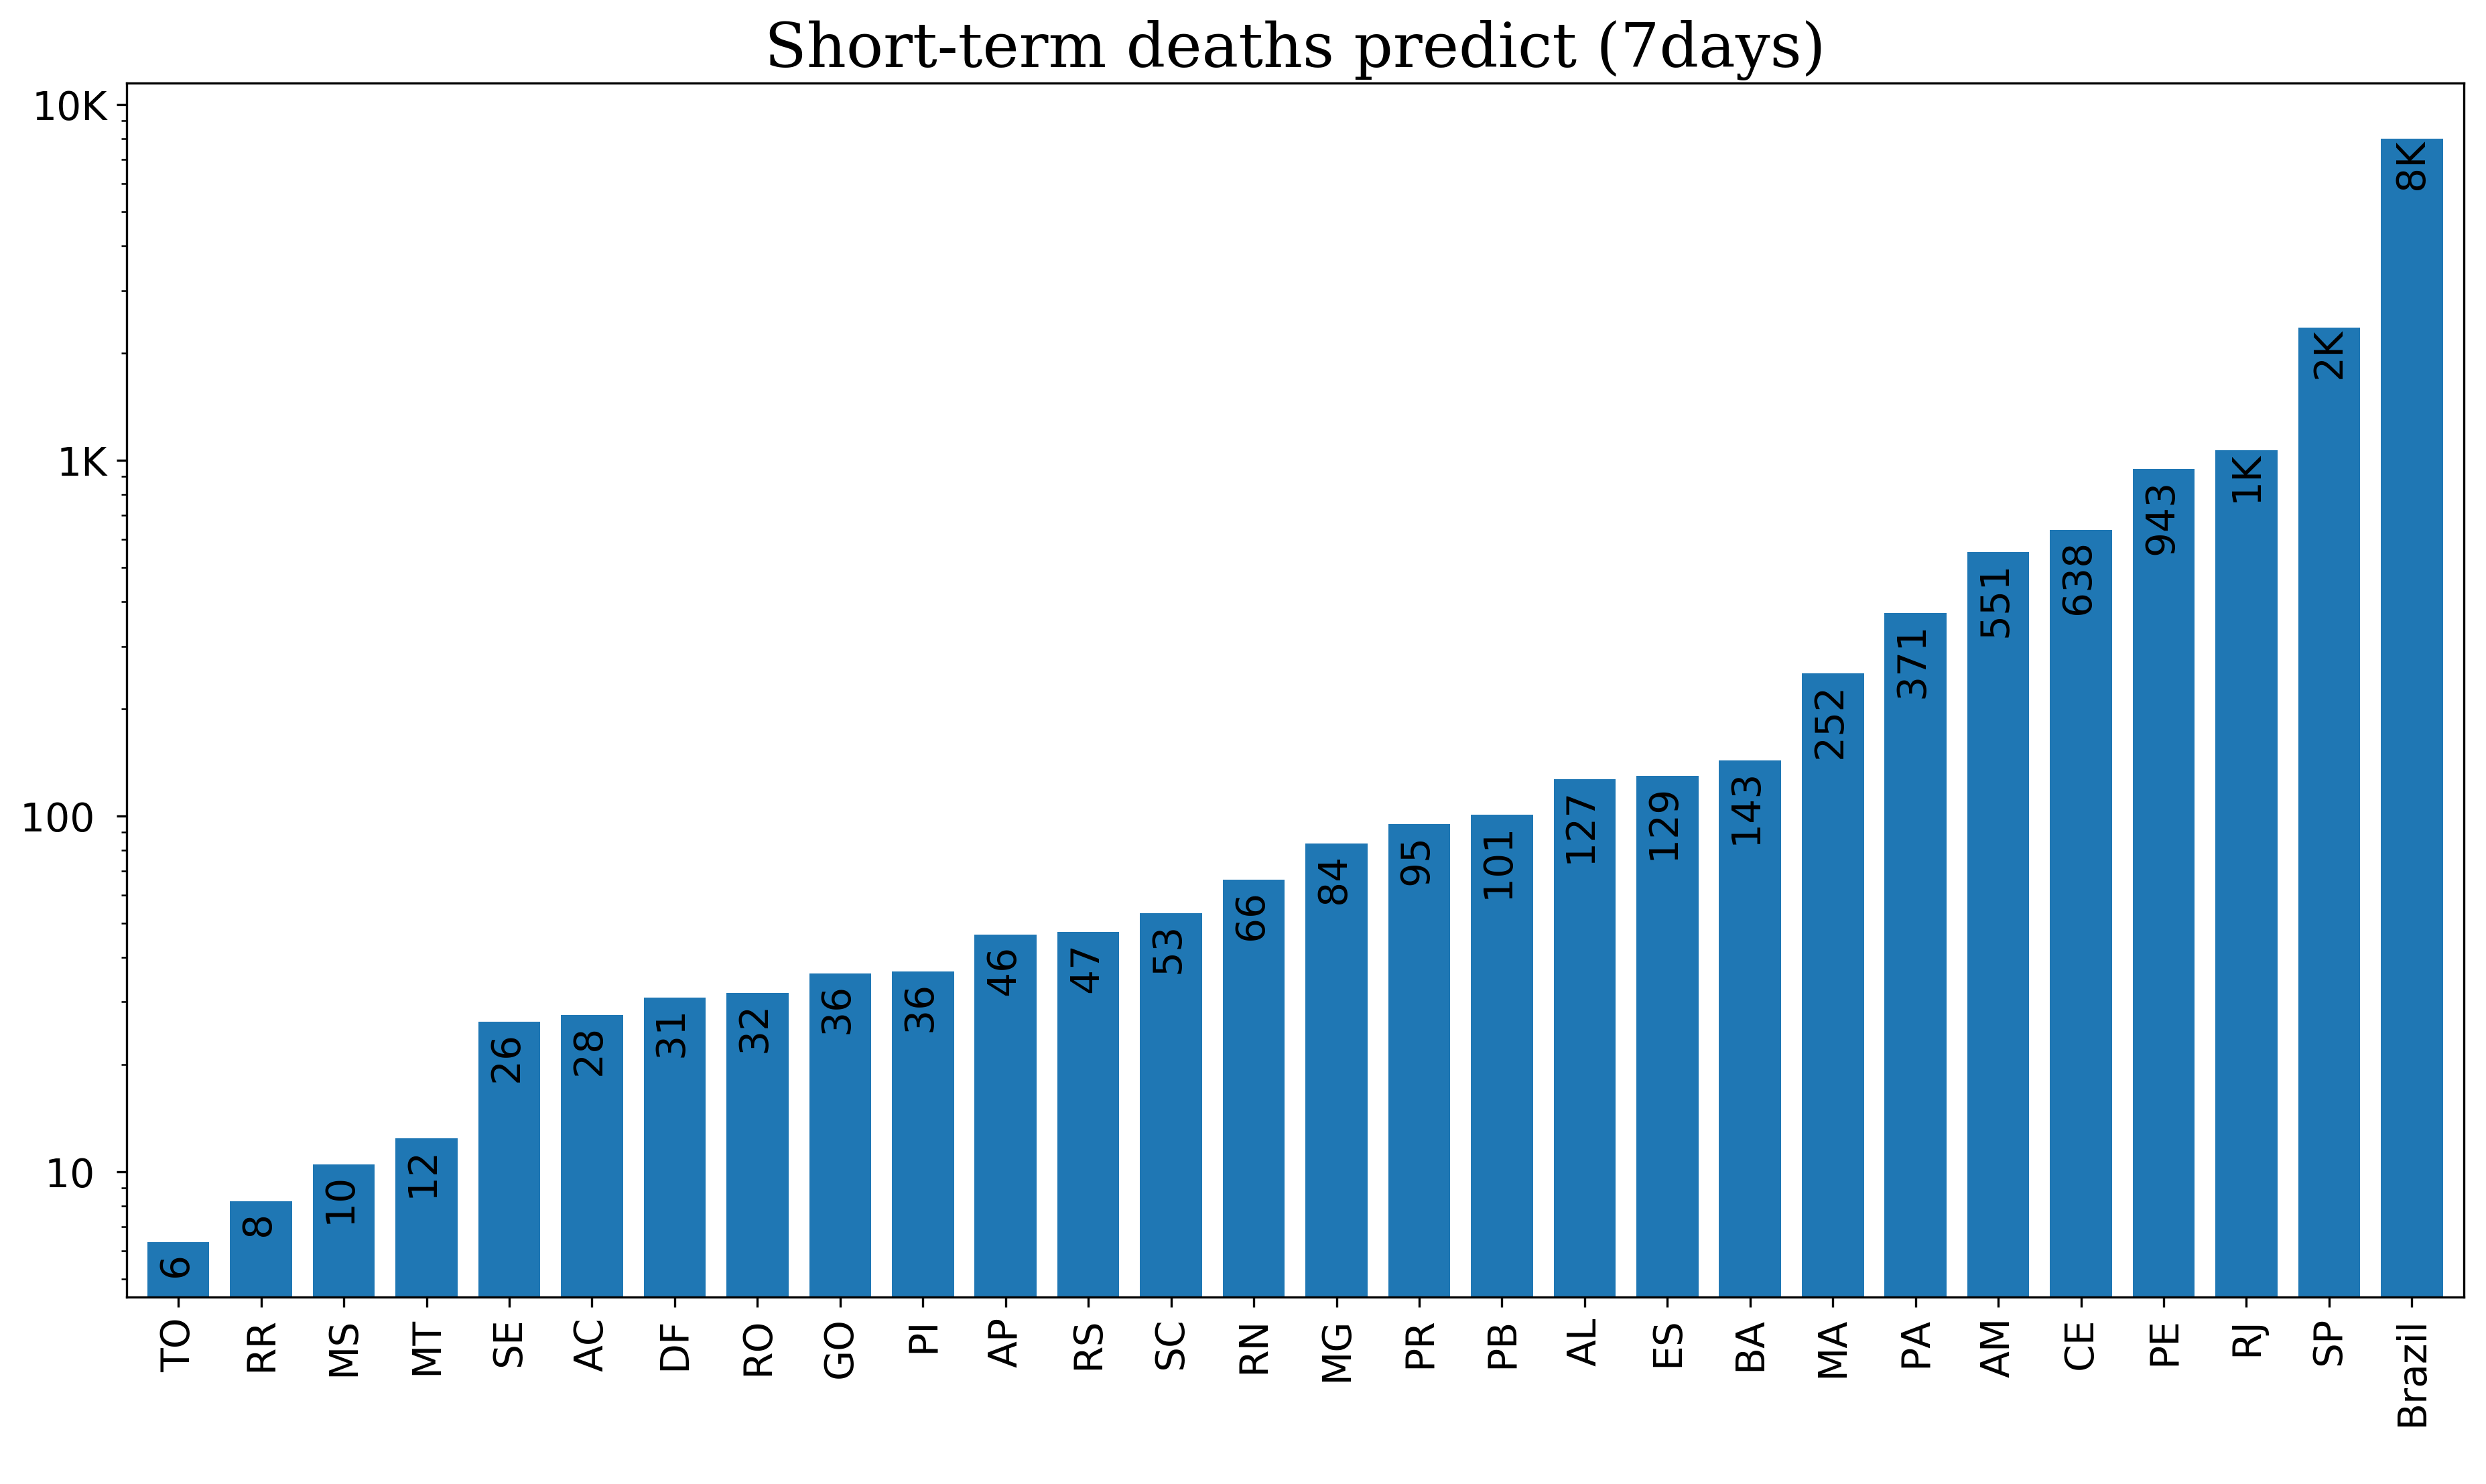 Short-term deaths predict (7days)
10K
1K
100
10
6
8
10
12
26
28
31
32
36
36
46
47
53
66
84
95
101
127
129
143
252
371
551
638
943
1K
2K
8K
TO
RR
MS
MT
SE
AC
DF
RO
GO
PI
AP
RS
SC
RN
MG
PR
PB
AL
ES
BA
MA
PA
AM
CE
PE
RJ
SP
Brazil